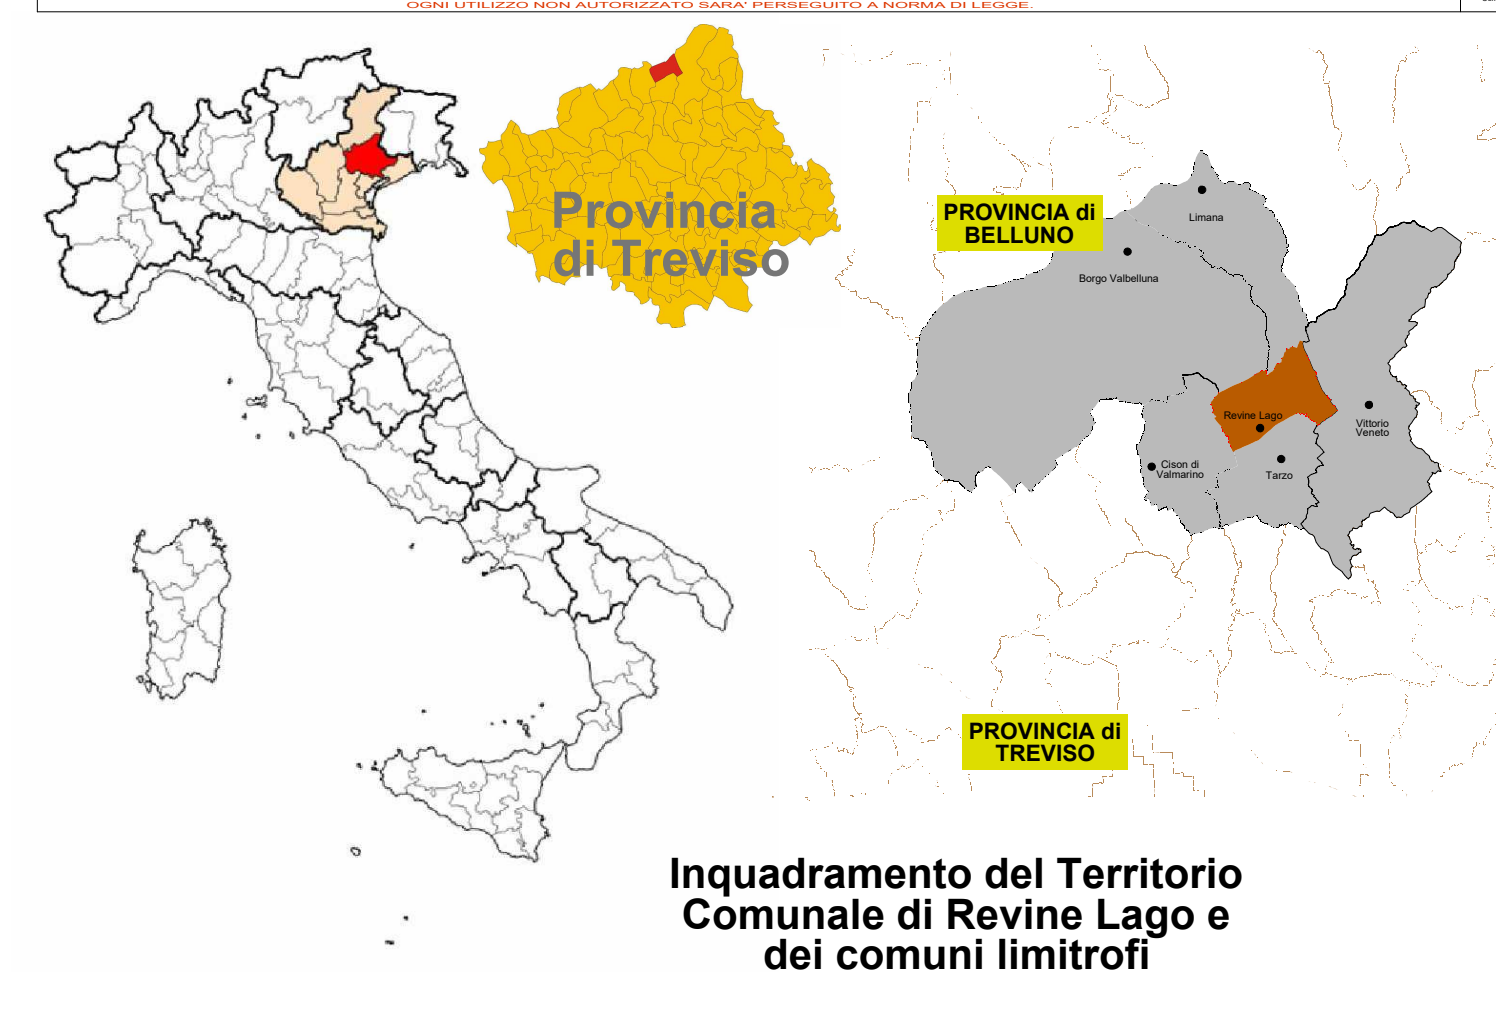 OGNI UTILIZZO NON AUTORIZZATO SARA' PERSEGUITO A NORMA DI LEGGE.
Provincia
di Treviso
PROVINCIA di
BELLUNO
Limana
Borgo Valbelluna
Revine Lago
Vittorio
Veneto
Cison di
Valmarino
Tarzo
PROVINCIA di
TREVISO
Inquadramento del Territorio
Comunale di Revine Lago e
dei comuni limitrofi